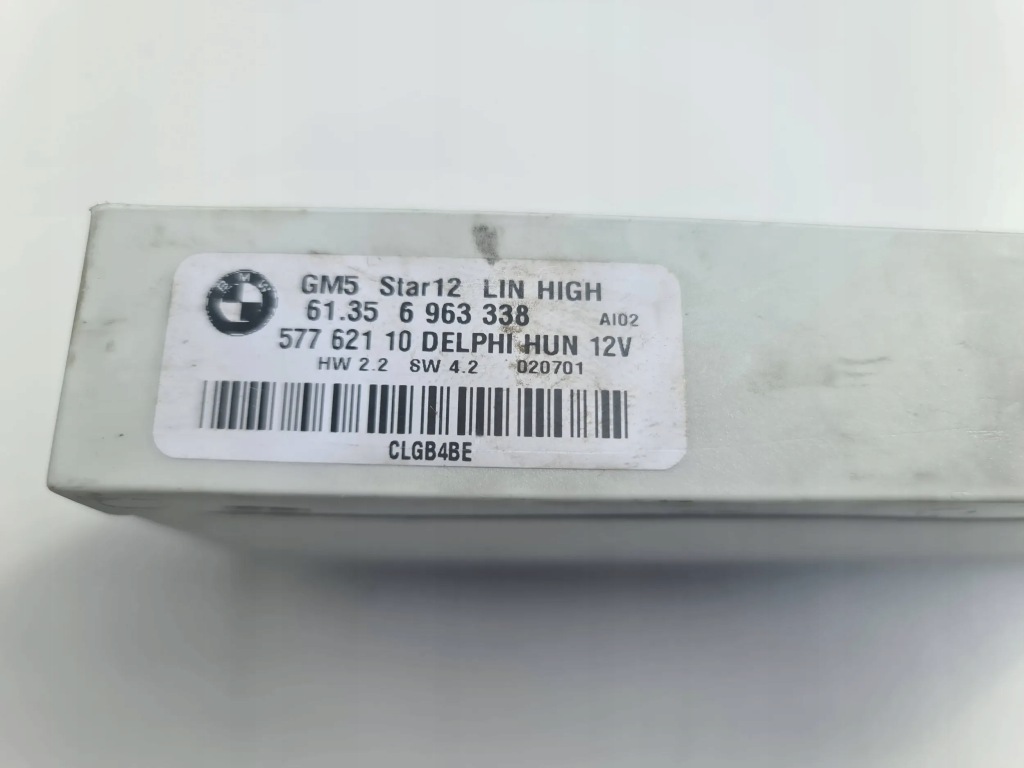 BMW
GM5 Star12 LIN HIGH
61.35 6 963 338 AI02
577 621 10 DELPHI HUN 12V
HW 2.2 SW 4.2 020701
CLGB4BE